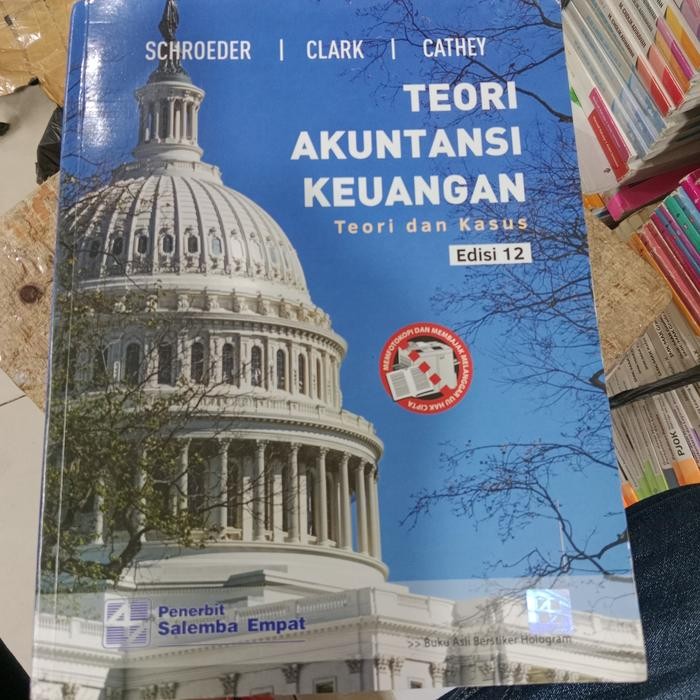 SCHROEDER | CLARK | CATHEY
TEORI
AKUNTANSI
KEUANGAN
Teori dan Kasus
Edisi 12
MEMFOTOKOPI DAN MEMBAJAK MELANGGAR UU HAK CIPTA
Penerbit
Salemba Empat
>> Buku Asli Berstiker Hologram
PJOK